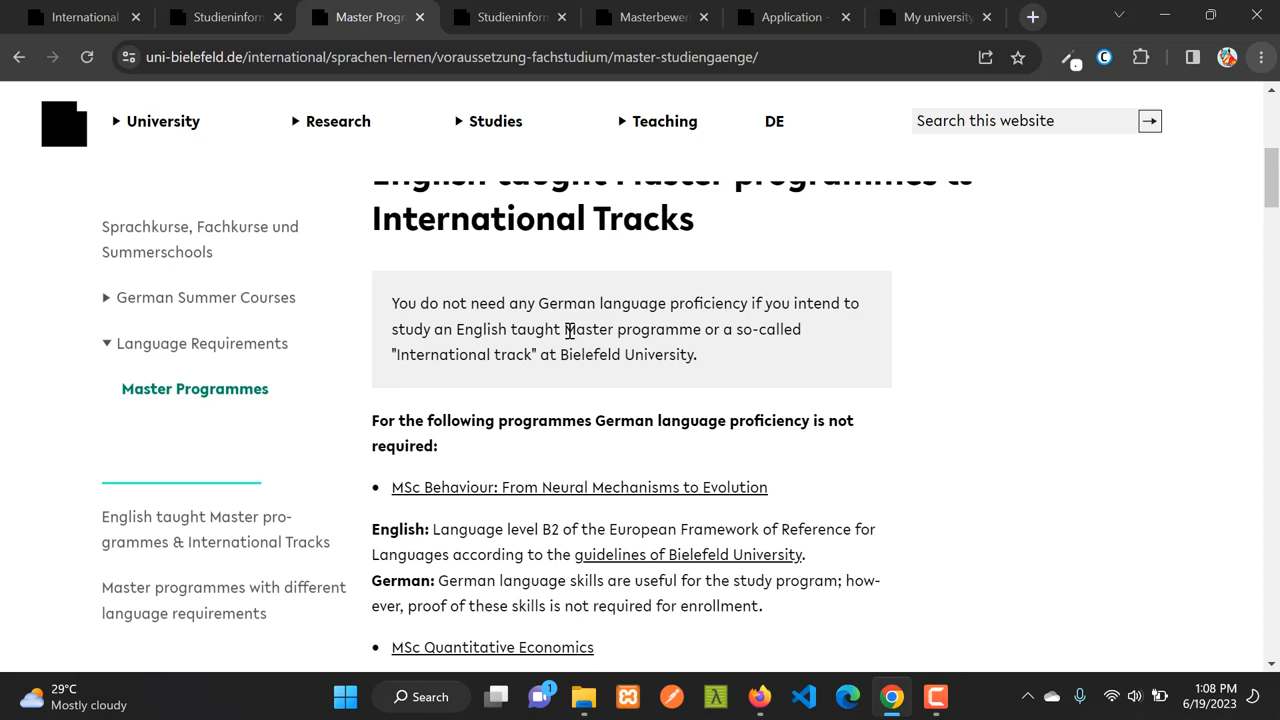 International
Studieninform
Master Progr
Studieninform
Masterbewer
Application -
My university
uni-bielefeld.de/international/sprachen-lernen/voraussetzung-fachstudium/master-studiengaenge/
University
Research
Studies
Teaching
DE
Search this website
English taught Master programmes &
International Tracks
Sprachkurse, Fachkurse und
Summerschools
German Summer Courses
Language Requirements
Master Programmes
English taught Master pro-
grammes & International Tracks
Master programmes with different
language requirements
You do not need any German language proficiency if you intend to
study an English taught Master programme or a so-called
"International track" at Bielefeld University.
For the following programmes German language proficiency is not
required:
• MSc Behaviour: From Neural Mechanisms to Evolution
English: Language level B2 of the European Framework of Reference for
Languages according to the guidelines of Bielefeld University.
German: German language skills are useful for the study program; how-
ever, proof of these skills is not required for enrollment.
• MSc Quantitative Economics
29°C
Mostly cloudy
Search
1
1:08 PM
6/19/2023